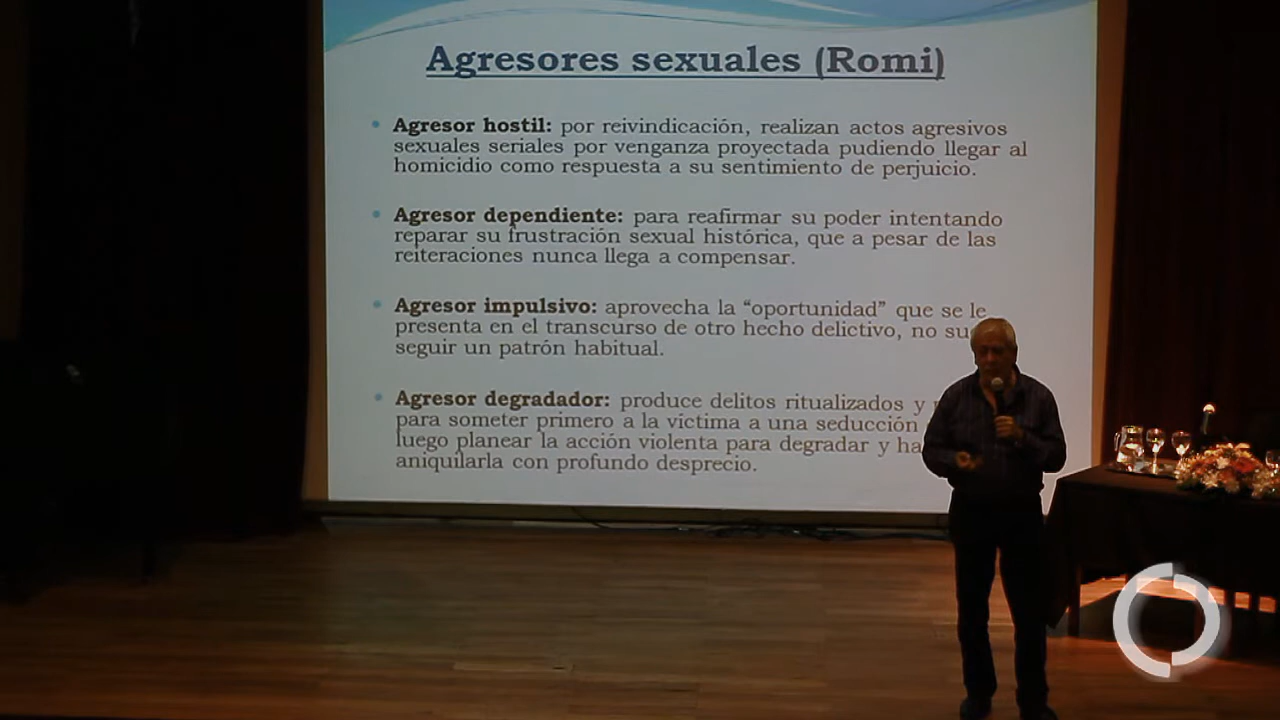 Agresores sexuales (Romi)
• Agresor hostil: por reivindicación, realizan actos agresivos
sexuales seriales por venganza proyectada pudiendo llegar al
homicidio como respuesta a su sentimiento de perjuicio.
• Agresor dependiente: para reafirmar su poder intentando
reparar su frustración sexual histórica, que a pesar de las
reiteraciones nunca llega a compensar.
• Agresor impulsivo: aprovecha la “oportunidad” que se le
presenta en el transcurso de otro hecho delictivo, no
seguir un patrón habitual.
• Agresor degradador: produce delitos ritualizados y
para someter primero a la víctima a una seducción
luego planear la acción violenta para degradar y
aniquilarla con profundo desprecio.